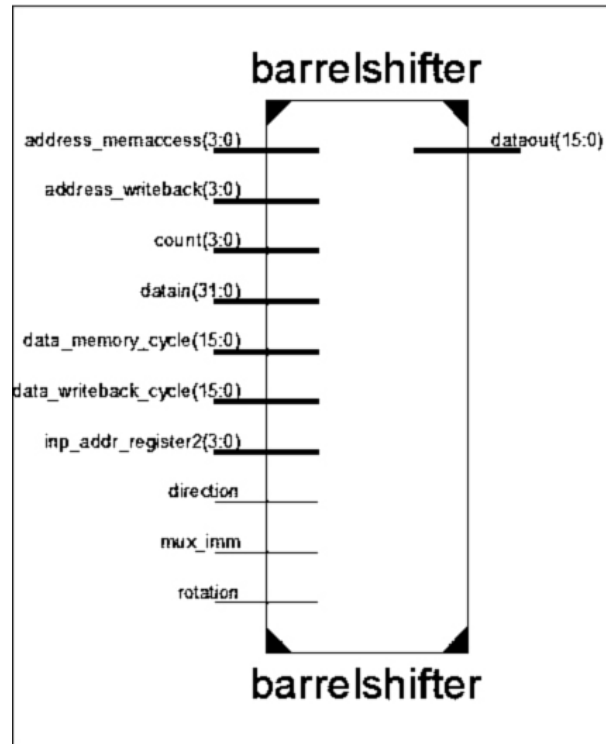 barrelshifter
address_memaccess(3:0)
dataout(15:0)
address_writeback(3:0)
count(3:0)
datain(31:0)
data_memory_cycle(15:0)
data_writeback_cycle(15:0)
inp_addr_register2(3:0)
direction
mux_imm
rotation
barrelshifter